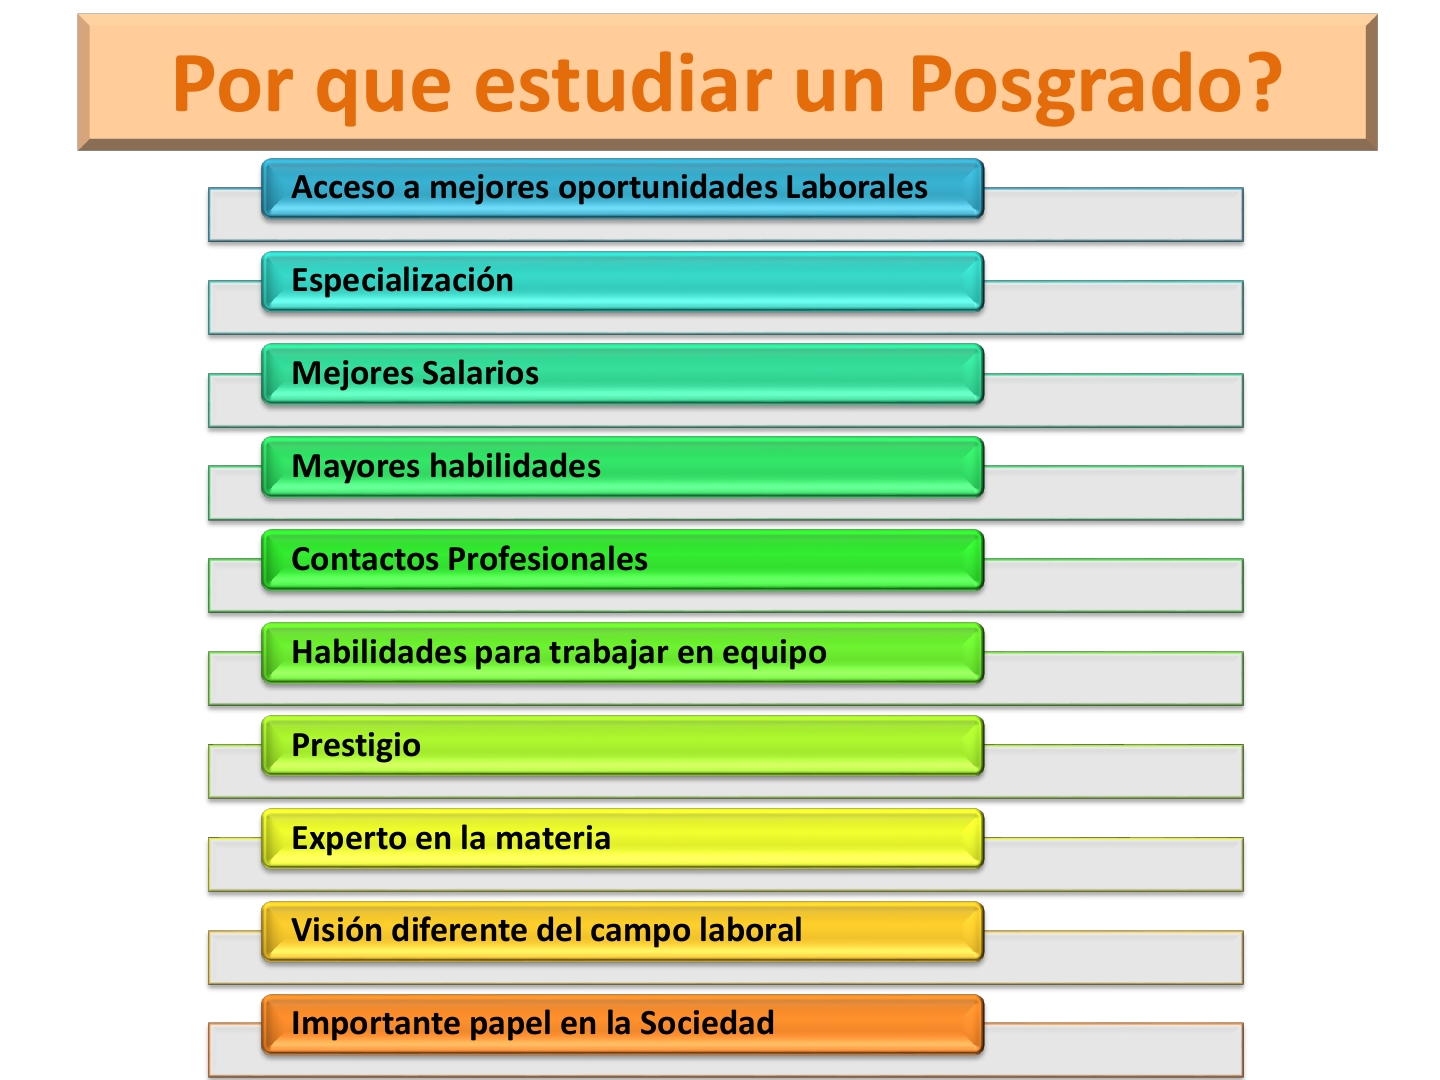 Por que estudiar un Posgrado?
Acceso a mejores oportunidades Laborales
Especialización
Mejores Salarios
Mayores habilidades
Contactos Profesionales
Habilidades para trabajar en equipo
Prestigio
Experto en la materia
Visión diferente del campo laboral
Importante papel en la Sociedad